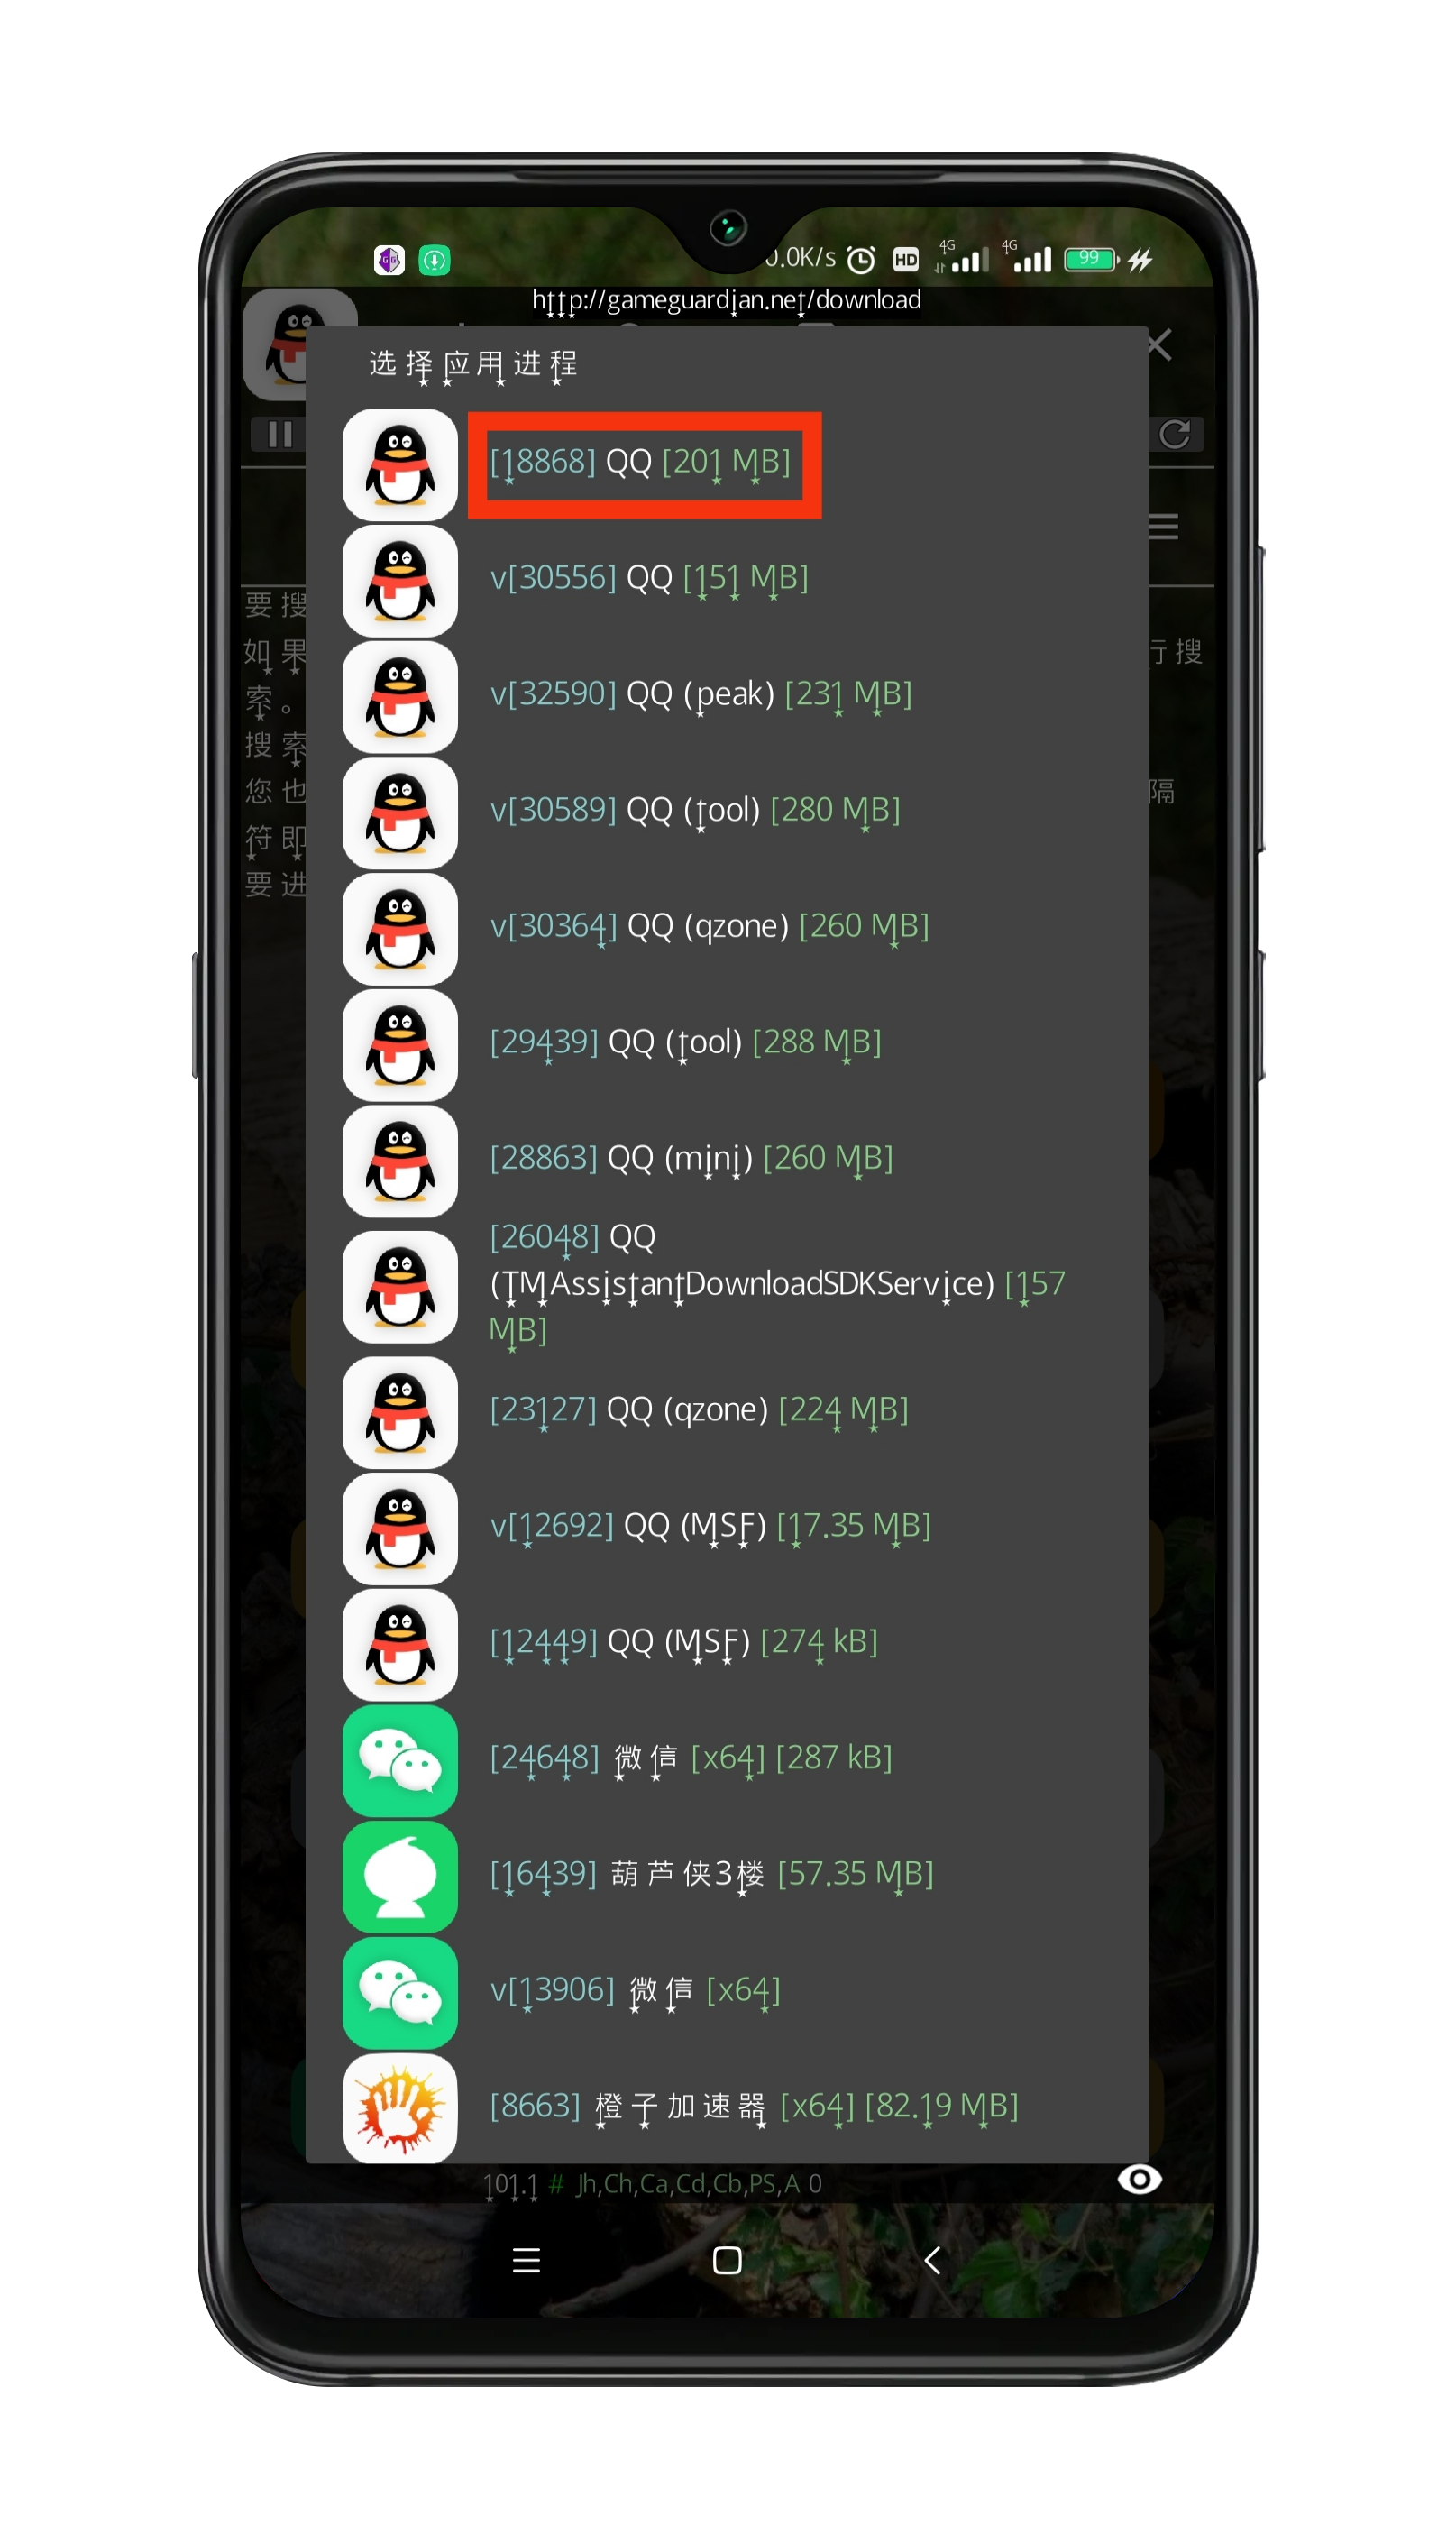 0.0K/s HD 4G 4G 99
http://gameguardian.net/download
选择应用进程
[18868] QQ [201 MB]
v[30556] QQ [151 MB]
要搜
v[32590] QQ (peak) [231 MB]
如果
行搜
索。
搜索
v[30589] QQ (tool) [280 MB]
您也
隔
符即
要进
v[30364] QQ (qzone) [260 MB]
[29439] QQ (tool) [288 MB]
[28863] QQ (mini) [260 MB]
[26048] QQ
(TMAssistantDownloadSDKService) [157
MB]
[23127] QQ (qzone) [224 MB]
v[12692] QQ (MSF) [17.35 MB]
[12449] QQ (MSF) [274 kB]
[24648] 微信 [x64] [287 kB]
[16439] 葫芦侠3楼 [57.35 MB]
v[13906] 微信 [x64]
[8663] 橙子加速器 [x64] [82.19 MB]
101.1 # Jh,Ch,Ca,Cd,Cb,PS,A 0